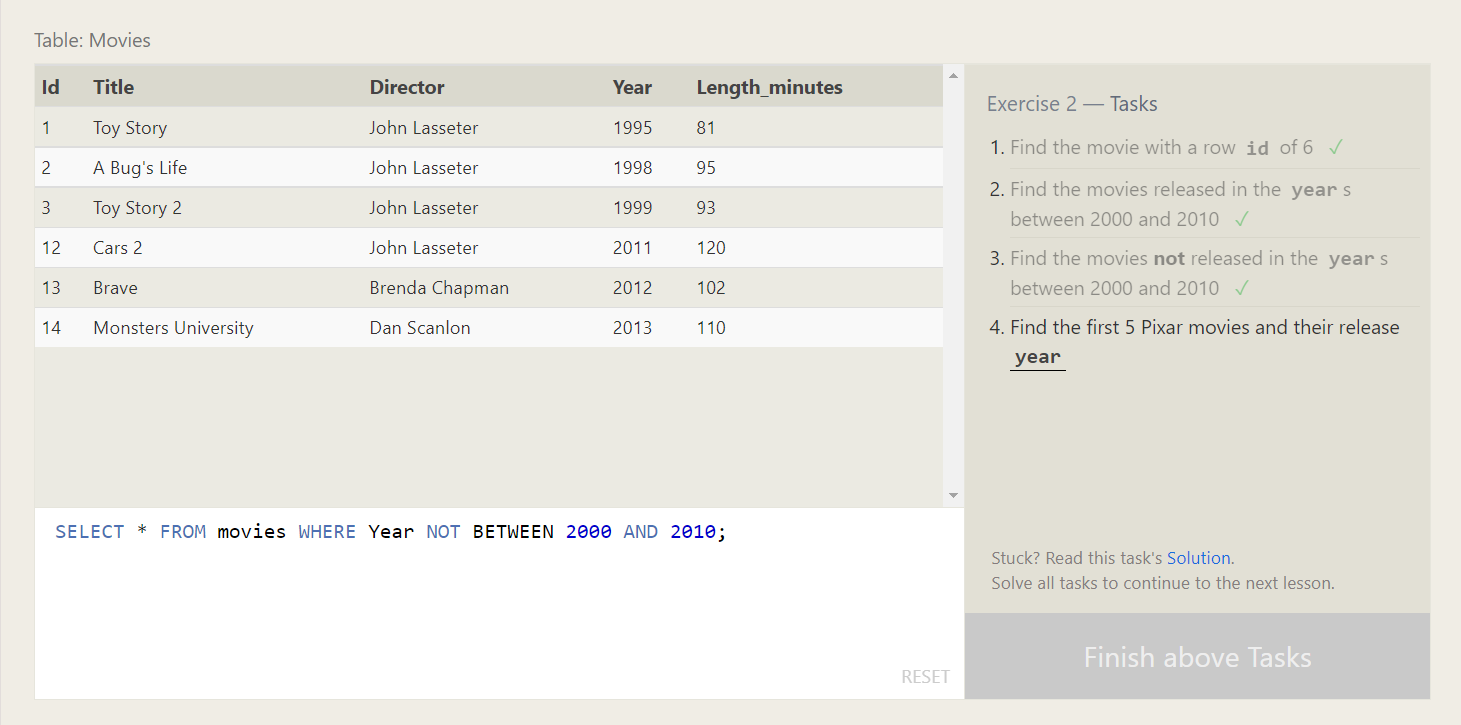 Table: Movies
Id Title Director Year Length_minutes
1 Toy Story John Lasseter 1995 81
2 A Bug's Life John Lasseter 1998 95
3 Toy Story 2 John Lasseter 1999 93
12 Cars 2 John Lasseter 2011 120
13 Brave Brenda Chapman 2012 102
14 Monsters University Dan Scanlon 2013 110
SELECT * FROM movies WHERE Year NOT BETWEEN 2000 AND 2010;
RESET
Exercise 2 — Tasks
1. Find the movie with a row id of 6 ✓
2. Find the movies released in the year s
between 2000 and 2010 ✓
3. Find the movies not released in the year s
between 2000 and 2010 ✓
4. Find the first 5 Pixar movies and their release
year
Stuck? Read this task's Solution.
Solve all tasks to continue to the next lesson.
Finish above Tasks